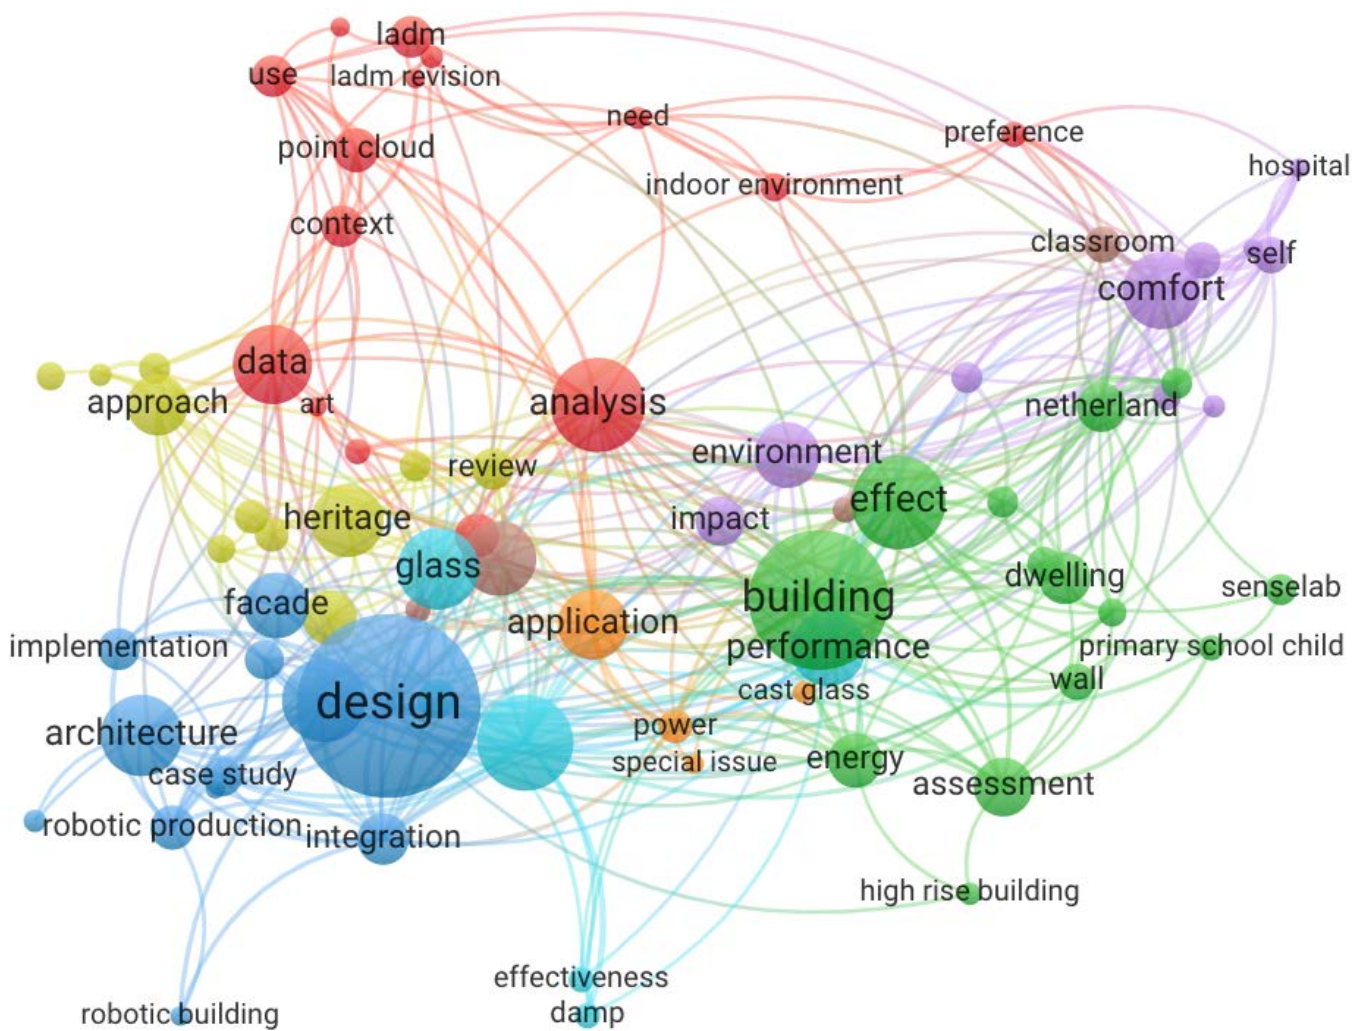 ladm
use
ladm revision
need
preference
point cloud
hospital
indoor environment
context
classroom
self
comfort
data
approach
art
analysis
netherland
review
environment
effect
heritage
impact
glass
dwelling
senselab
facade
building
application
implementation
performance
primary school child
wall
cast glass
design
power
architecture
energy
special issue
case study
assessment
robotic production
integration
high rise building
effectiveness
damp
robotic building